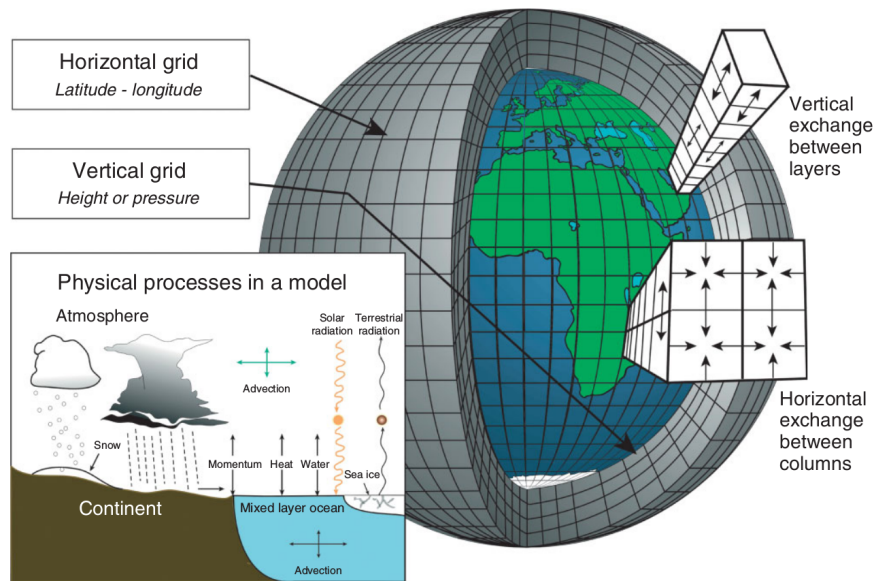 Horizontal grid
Latitude - longitude
Vertical grid
Height or pressure
Vertical
exchange
between
layers
Horizontal
exchange
between
columns
Physical processes in a model
Atmosphere
Solar
radiation
Terrestrial
radiation
Advection
Snow
Momentum
Heat
Water
Sea ice
Continent
Mixed layer ocean
Advection